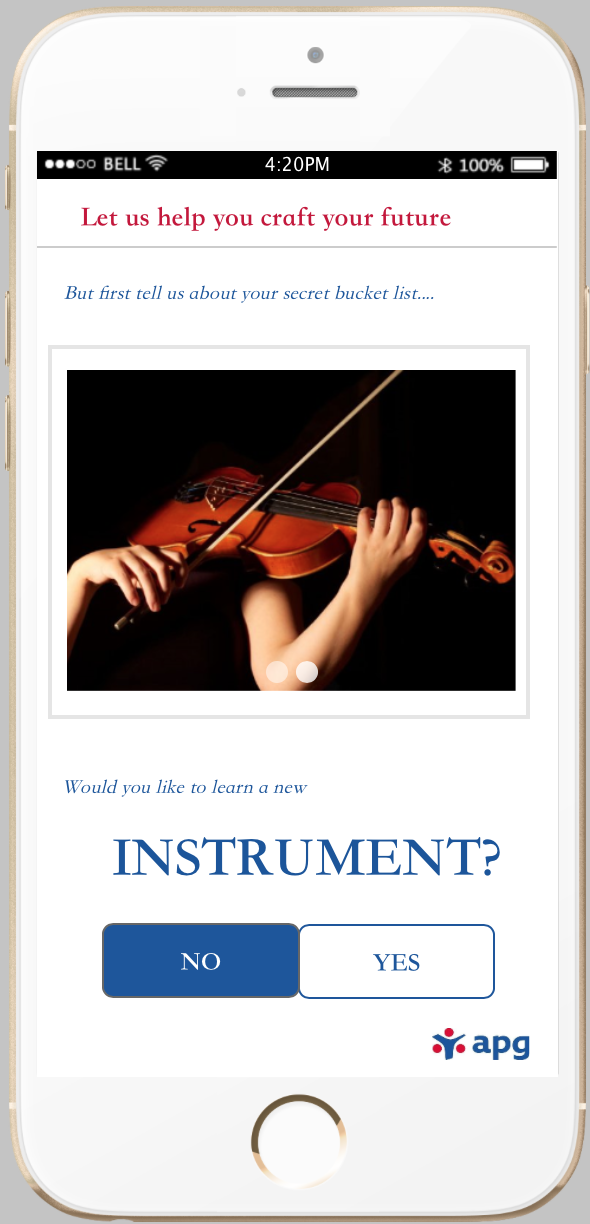 BELL 4:20PM 100%
Let us help you craft your future
But first tell us about your secret bucket list....
Would you like to learn a new
INSTRUMENT?
NO YES
apg